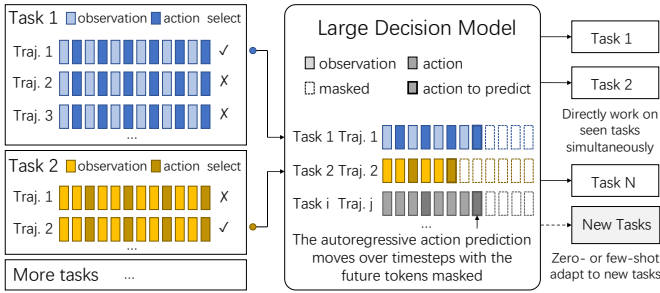 Task 1 observation action select
Traj. 1 ✓
Traj. 2 ✗
Traj. 3 ✗
...
Task 2 observation action select
Traj. 1 ✗
Traj. 2 ✓
...
More tasks ...
Large Decision Model
observation action
masked action to predict
Task 1 Traj. 1
Task 2 Traj. 2
Task i Traj. j
...
The autoregressive action prediction
moves over timesteps with the
future tokens masked
Task 1
Task 2
Directly work on
seen tasks
simultaneously
Task N
New Tasks
Zero- or few-shot
adapt to new tasks